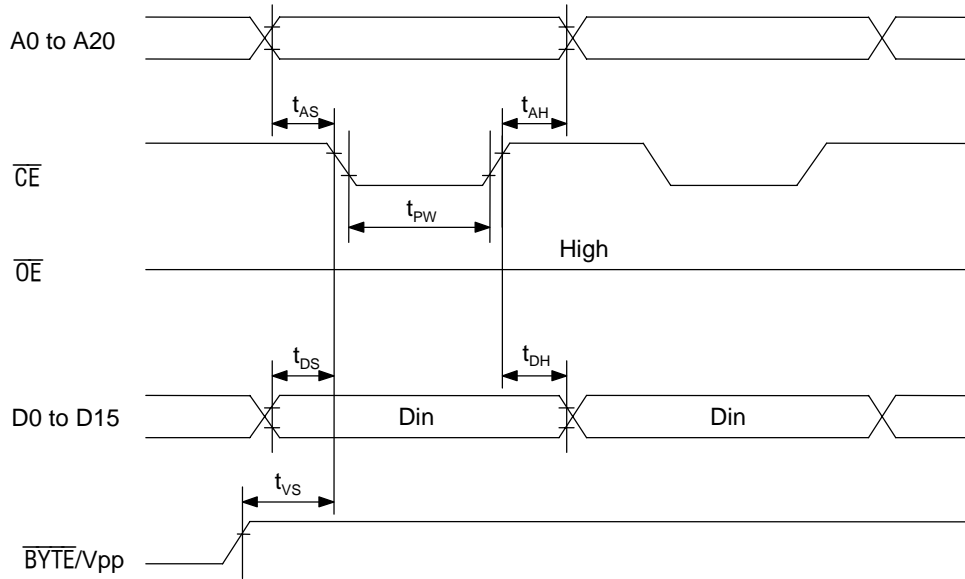 A0 to A20
tAS
tAH
CE
tPW
High
OE
tDS
tDH
D0 to D15
Din
Din
tVS
BYTE/Vpp